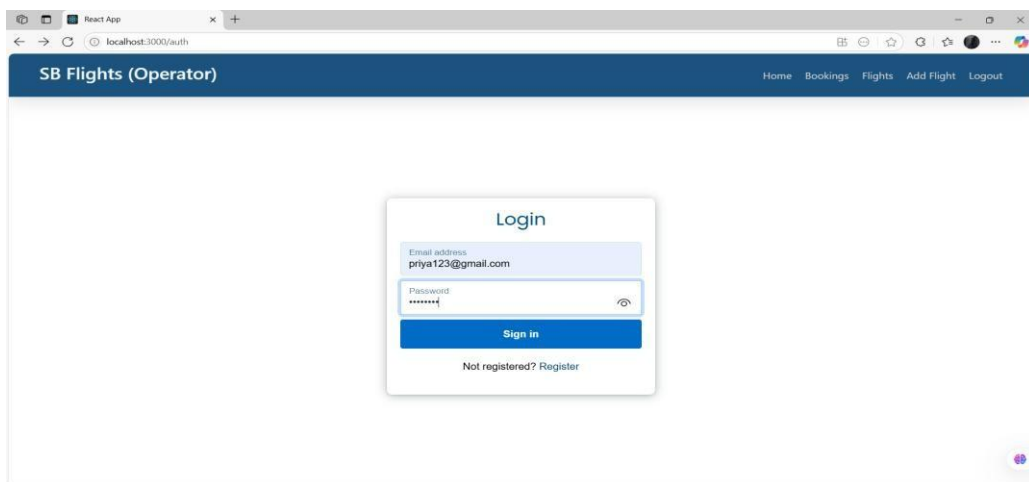 React App
localhost:3000/auth
SB Flights (Operator)
Home Bookings Flights Add Flight Logout
Login
Email address
priya123@gmail.com
Password
••••••••
Sign in
Not registered? Register